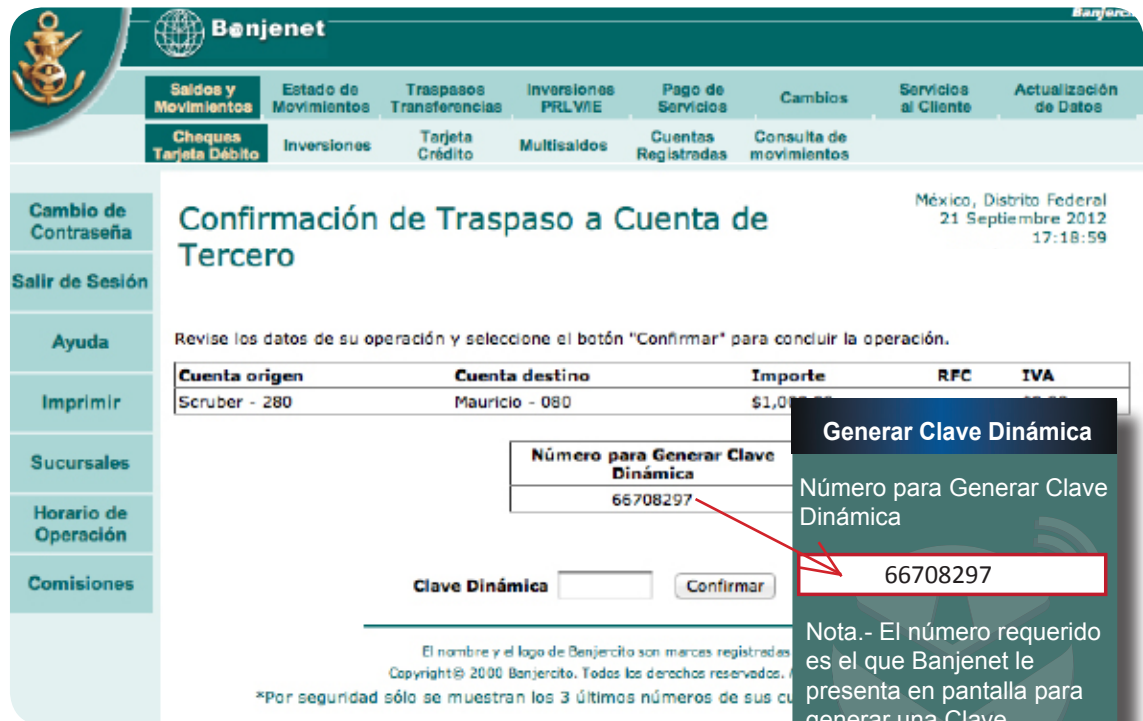 Banjerci
B@njenet
Saldos y Movimientos
Estado de Movimientos
Traspasos Transferencias
Inversiones PRLV/IE
Pago de Servicios
Cambios
Servicios al Cliente
Actualización de Datos
Cheques Tarjeta Débito
Inversiones
Tarjeta Crédito
Multisaldos
Cuentas Registradas
Consulta de movimientos
Cambio de Contraseña
Salir de Sesión
Ayuda
Imprimir
Sucursales
Horario de Operación
Comisiones
Confirmación de Traspaso a Cuenta de
Tercero
México, Distrito Federal
21 Septiembre 2012
17:18:59
Revise los datos de su operación y seleccione el botón "Confirmar" para concluir la operación.
Cuenta origen Cuenta destino Importe RFC IVA
Scruber - 280 Mauricio - 080
Número para Generar Clave
Dinámica
66708297
Clave Dinámica Confirmar
El nombre y el logo de Banjercito son marcas registradas
Copyright® 2000 Banjercito. Todos los derechos reservados.
*Por seguridad sólo se muestran los 3 últimos números de sus
Generar Clave Dinámica
Número para Generar Clave
Dinámica
66708297
Nota.- El número requerido
es el que Banjenet le
presenta en pantalla para
generar una Clave